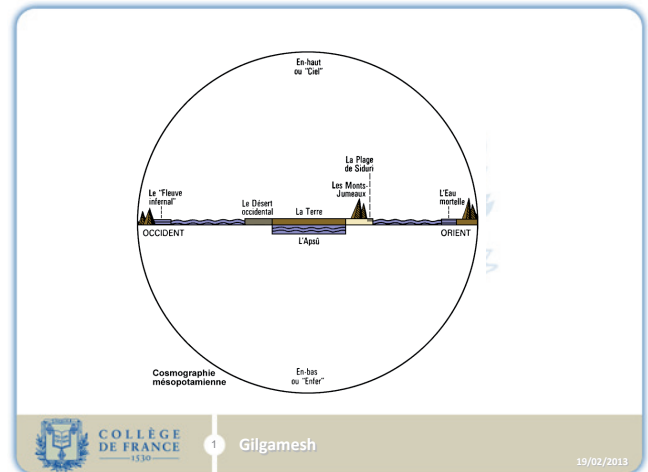 En-haut
ou "Ciel"
La Plage
de Siduri
Les Monts-
Jumeaux
Le "Fleuve
infernal"
L'Eau
mortelle
Le Désert
occidental
La Terre
OCCIDENT
ORIENT
L'Apsû
Cosmographie
mésopotamienne
En-bas
ou "Enfer"
COLLÈGE
DE FRANCE
1530
1
Gilgamesh
19/02/2013